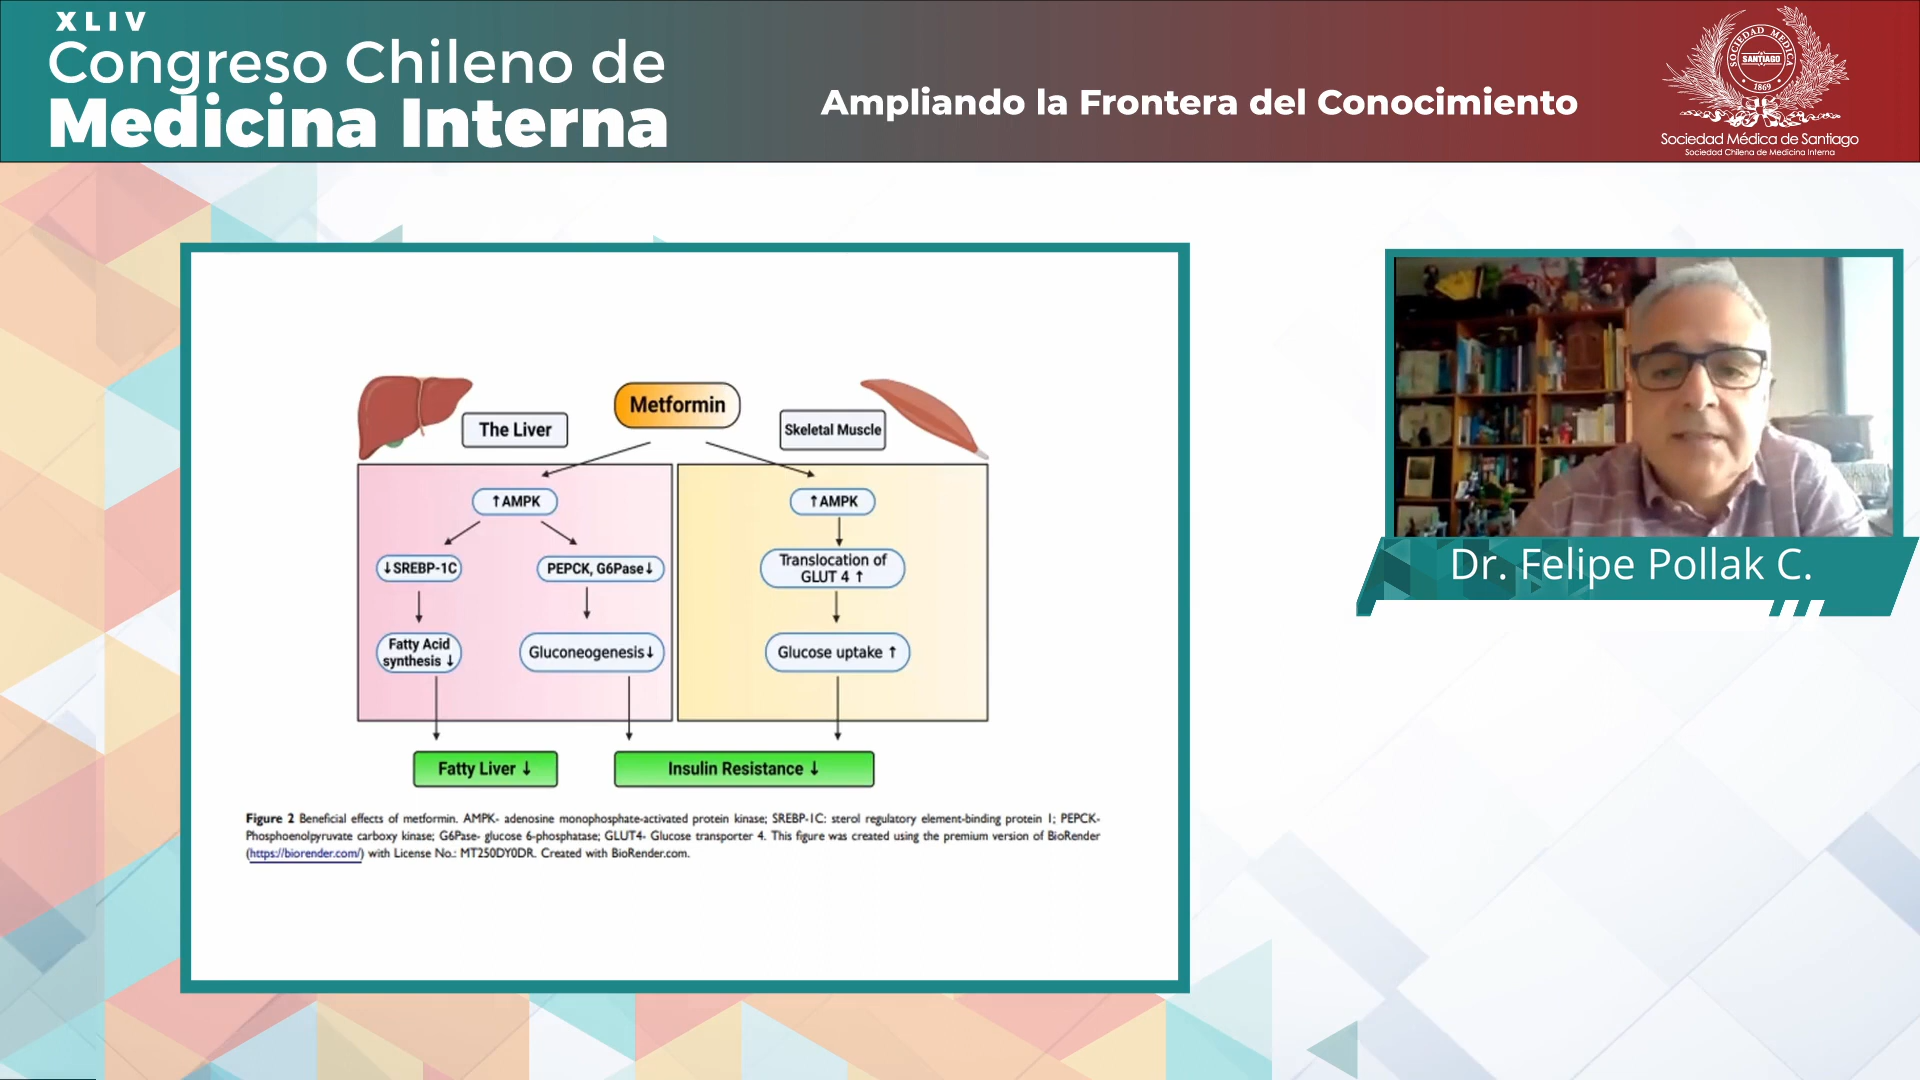 XLIV
Congreso Chileno de
Medicina Interna
Ampliando la Frontera del Conocimiento
SOCIEDAD MEDICA
SANTIAGO
1869
Sociedad Médica de Santiago
Sociedad Chilena de Medicina Interna
Metformin
The Liver
Skeletal Muscle
↑AMPK
↑AMPK
↓SREBP-1C
PEPCK, G6Pase↓
Translocation of
GLUT 4 ↑
Fatty Acid
synthesis ↓
Gluconeogenesis↓
Glucose uptake ↑
Fatty Liver ↓
Insulin Resistance ↓
Figure 2 Beneficial effects of metformin. AMPK- adenosine monophosphate-activated protein kinase; SREBP-1C: sterol regulatory element-binding protein 1; PEPCK-
Phosphoenolpyruvate carboxy kinase; G6Pase- glucose 6-phosphatase; GLUT4- Glucose transporter 4. This figure was created using the premium version of BioRender
(https://biorender.com/) with License No.: MT250DY0DR. Created with BioRender.com.
Dr. Felipe Pollak C.